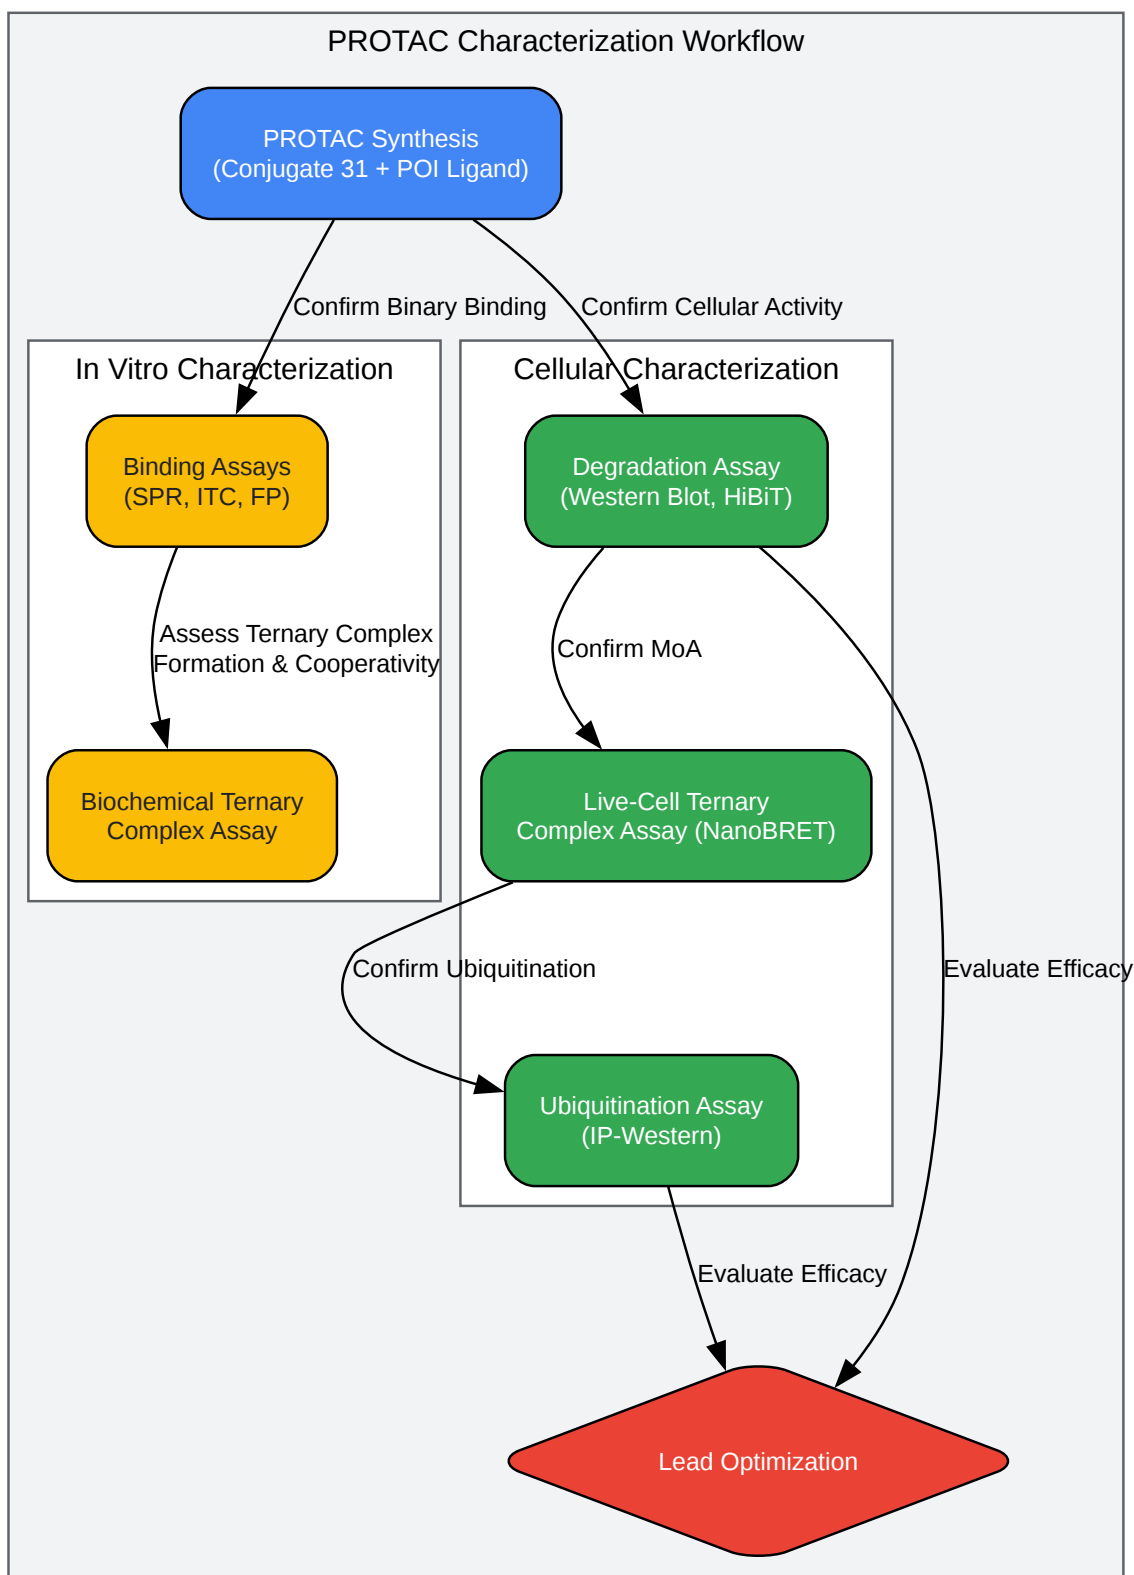 PROTAC Characterization Workflow
PROTAC Synthesis
(Conjugate 31 + POI Ligand)
Confirm Binary Binding
Confirm Cellular Activity
In Vitro Characterization
Cellular Characterization
Binding Assays
(SPR, ITC, FP)
Degradation Assay
(Western Blot, HiBiT)
Assess Ternary Complex
Formation & Cooperativity
Confirm MoA
Biochemical Ternary
Complex Assay
Live-Cell Ternary
Complex Assay (NanoBRET)
Confirm Ubiquitination
Evaluate Efficacy
Ubiquitination Assay
(IP-Western)
Evaluate Efficacy
Lead Optimization